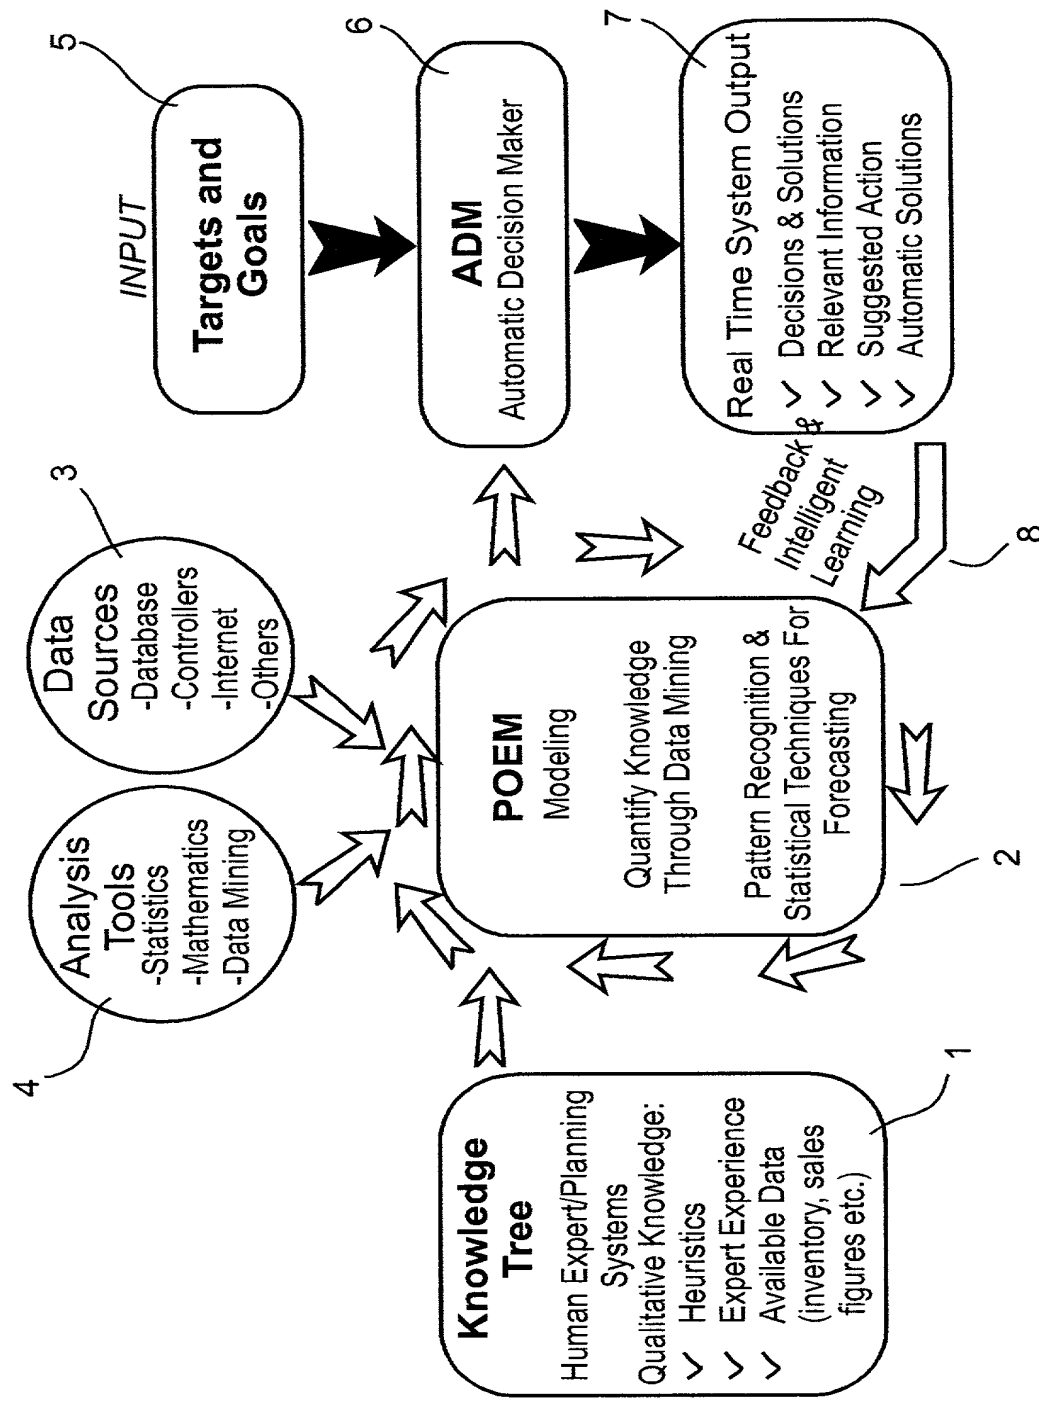 4
Analysis
Tools
-Statistics
-Mathematics
-Data Mining
3
Data
Sources
-Database
-Controllers
-Internet
-Others
INPUT
5
Targets and
Goals
Knowledge
Tree
Human Expert/Planning
Systems
Qualitative Knowledge:
✓ Heuristics
✓ Expert Experience
✓ Available Data
(inventory, sales
figures etc.)
1
POEM
Modeling
Quantify Knowledge
Through Data Mining
Pattern Recognition &
Statistical Techniques For
Forecasting
2
6
ADM
Automatic Decision Maker
7
Real Time System Output
✓ Decisions & Solutions
✓ Relevant Information
✓ Suggested Action
✓ Automatic Solutions
Feedback &
Intelligent
Learning
8